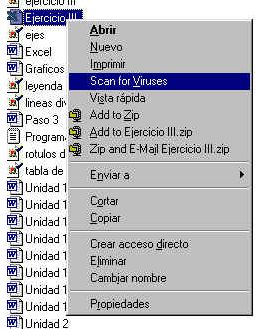 ejercicio III
Ejercicio III
ejes
Excel
Graficos
leyenda
lineas div
Paso 3
Program
rotulos d
tabla de
Unidad 1
Unidad 1
Unidad 1
Unidad 1
Unidad 1
Unidad 1
Unidad 1
Unidad 2
Abrir
Nuevo
Imprimir
Scan for Viruses
Vista rápida
Add to Zip
Add to Ejercicio III.zip
Zip and E-Mail Ejercicio III.zip
Enviar a
Cortar
Copiar
Crear acceso directo
Eliminar
Cambiar nombre
Propiedades